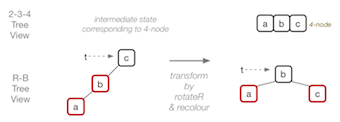 2-3-4
Tree
View
intermediate state
corresponding to 4-node
a b c 4-node
t c
b
a
R-B
Tree
View
transform
by
rotateR
& recolour
t b
a c